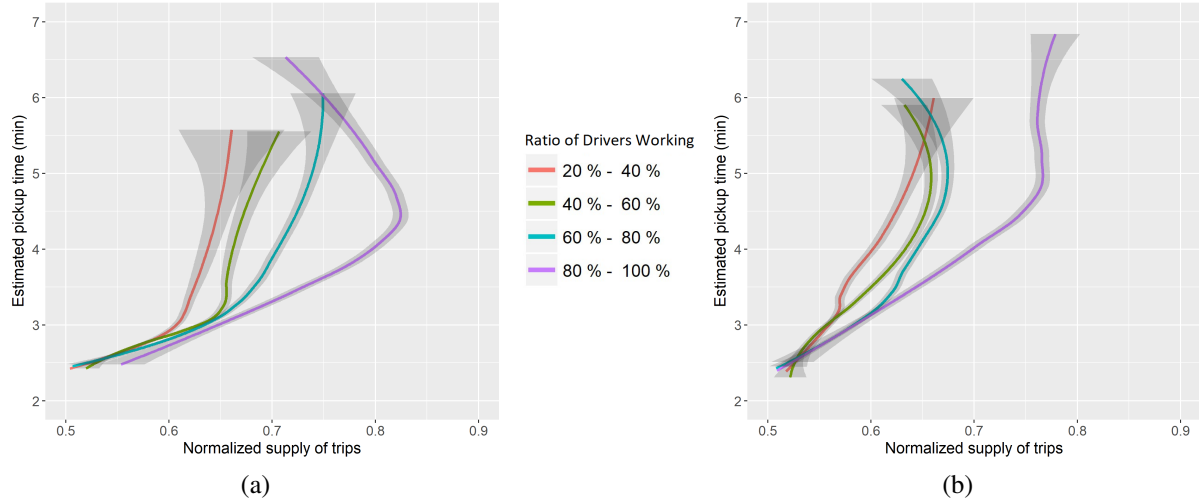 7
6
5
4
3
2
Estimated pickup time (min)
0.5 0.6 0.7 0.8 0.9
Normalized supply of trips
(a)
Ratio of Drivers Working
20 % - 40 %
40 % - 60 %
60 % - 80 %
80 % - 100 %
7
6
5
4
3
2
Estimated pickup time (min)
0.5 0.6 0.7 0.8 0.9
Normalized supply of trips
(b)